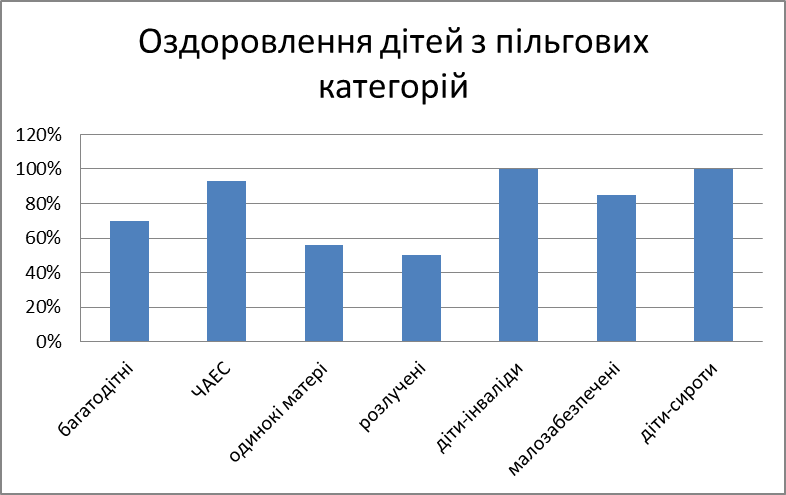 Оздоровлення дітей з пільгових
категорій
120%
100%
80%
60%
40%
20%
0%
багатодітні
ЧАЕС
одинокі матері
розлучені
діти-інваліди
малозабезпечені
діти-сироти